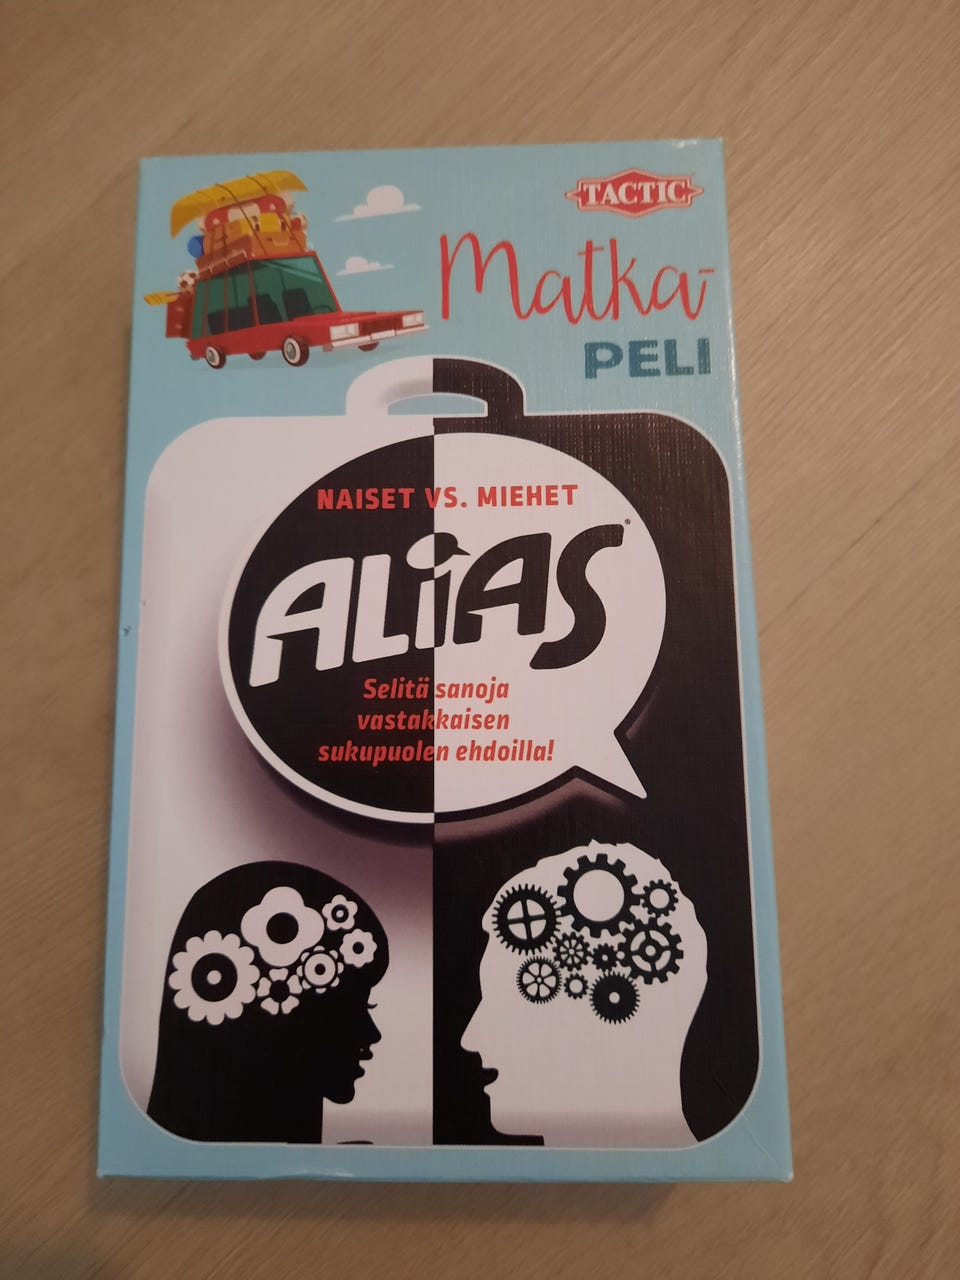 TACTIC
Matka-
PELI
NAISET VS. MIEHET
ALIAS®
Selitä sanoja
vastakkaisen
sukupuolen ehdoilla!